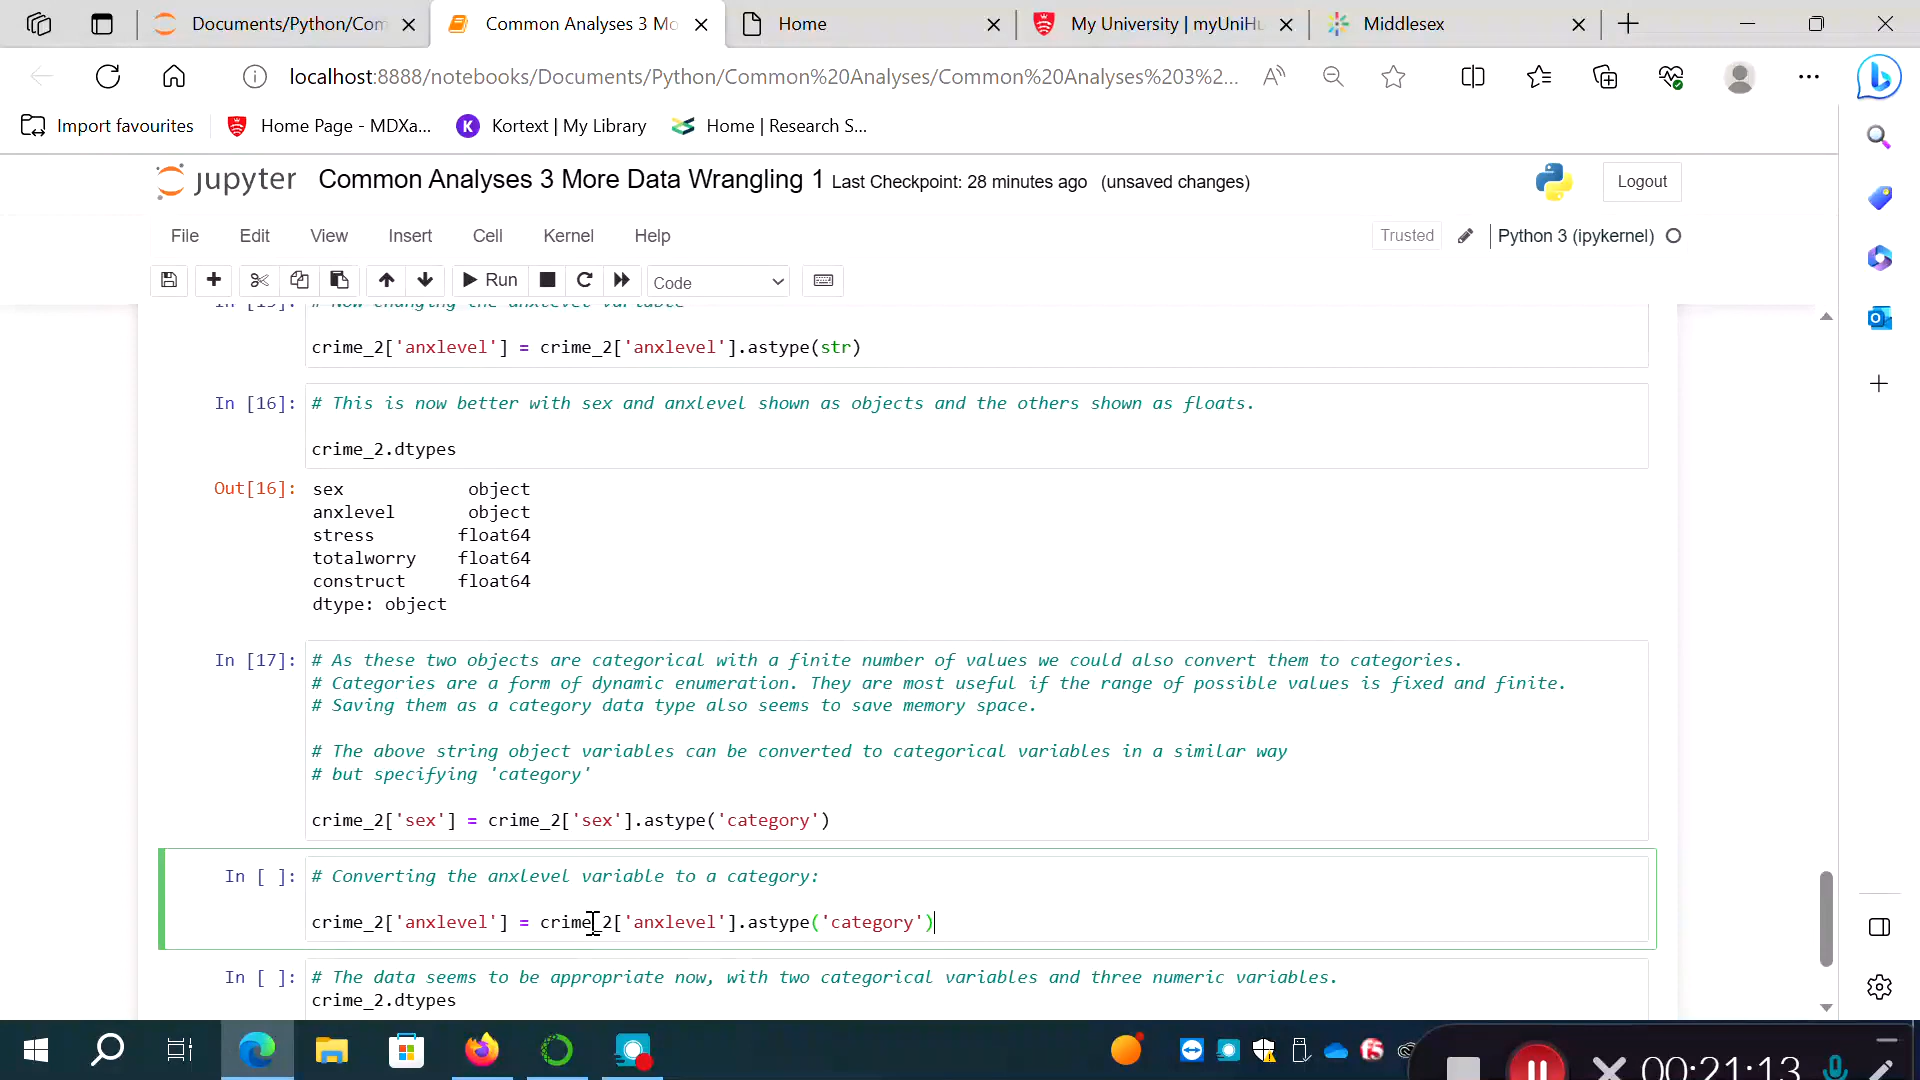 Documents/Python/Com
Common Analyses 3 Mo
Home
My University | myUniHu
Middlesex
localhost:8888/notebooks/Documents/Python/Common%20Analyses/Common%20Analyses%203%2...
Import favourites
Home Page - MDXa...
Kortext | My Library
Home | Research S...
jupyter Common Analyses 3 More Data Wrangling 1 Last Checkpoint: 28 minutes ago (unsaved changes)
Logout
File Edit View Insert Cell Kernel Help
Trusted
Python 3 (ipykernel)
Run
Code
In [15]: # Now changing the anxlevel variable
crime_2['anxlevel'] = crime_2['anxlevel'].astype(str)
In [16]: # This is now better with sex and anxlevel shown as objects and the others shown as floats.
crime_2.dtypes
Out[16]: sex object
anxlevel object
stress float64
totalworry float64
construct float64
dtype: object
In [17]: # As these two objects are categorical with a finite number of values we could also convert them to categories.
# Categories are a form of dynamic enumeration. They are most useful if the range of possible values is fixed and finite.
# Saving them as a category data type also seems to save memory space.
# The above string object variables can be converted to categorical variables in a similar way
# but specifying 'category'
crime_2['sex'] = crime_2['sex'].astype('category')
In [ ]: # Converting the anxlevel variable to a category:
crime_2['anxlevel'] = crime_2['anxlevel'].astype('category')
In [ ]: # The data seems to be appropriate now, with two categorical variables and three numeric variables.
crime_2.dtypes
00:21:13